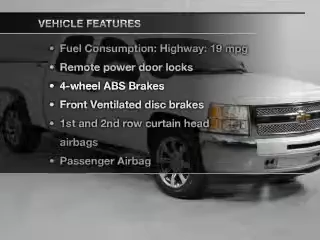 VEHICLE FEATURES
• Fuel Consumption: Highway: 19 mpg
• Remote power door locks
• 4-wheel ABS Brakes
• Front Ventilated disc brakes
• 1st and 2nd row curtain head
airbags
• Passenger Airbag